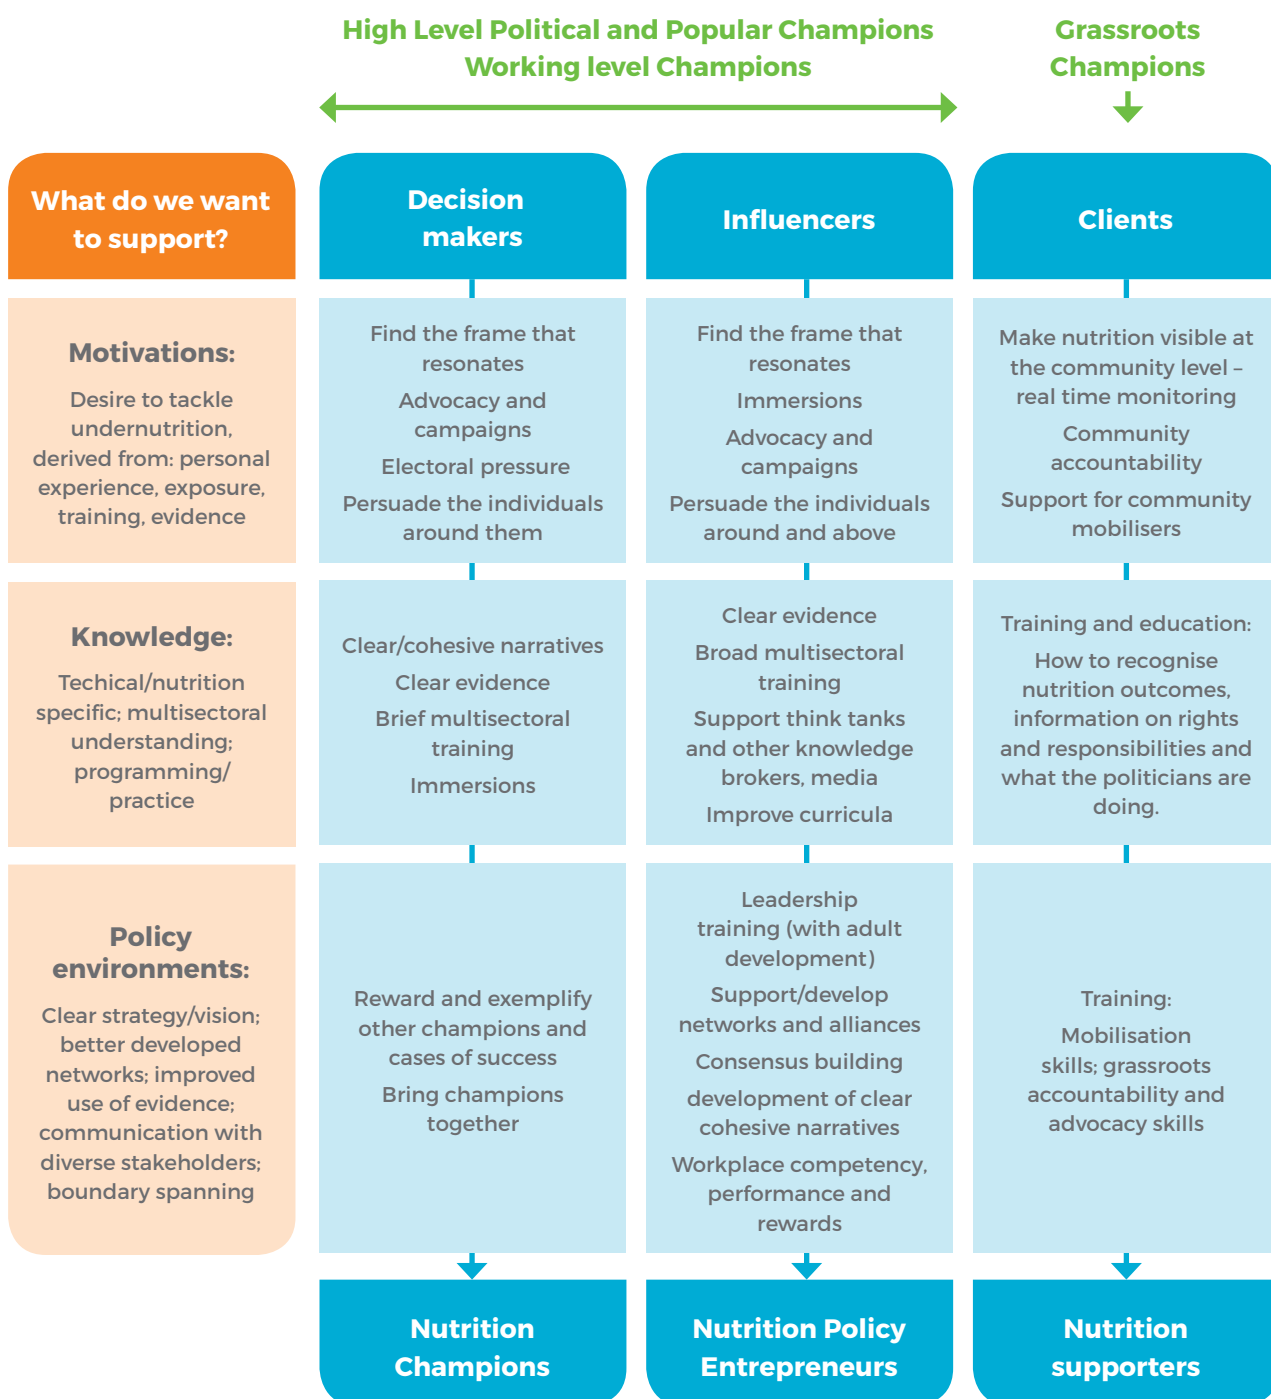 High Level Political and Popular Champions
Working level Champions
Grassroots
Champions
What do we want
to support?
Decision
makers
Influencers
Clients
Motivations:
Desire to tackle
undernutrition,
derived from: personal
experience, exposure,
training, evidence
Find the frame that
resonates
Advocacy and
campaigns
Electoral pressure
Persuade the individuals
around them
Find the frame that
resonates
Immersions
Advocacy and
campaigns
Persuade the individuals
around and above
Make nutrition visible at
the community level –
real time monitoring
Community
accountability
Support for community
mobilisers
Knowledge:
Techical/nutrition
specific; multisectoral
understanding;
programming/
practice
Clear/cohesive narratives
Clear evidence
Brief multisectoral
training
Immersions
Clear evidence
Broad multisectoral
training
Support think tanks
and other knowledge
brokers, media
Improve curricula
Training and education:
How to recognise
nutrition outcomes,
information on rights
and responsibilities and
what the politicians are
doing.
Policy
environments:
Clear strategy/vision;
better developed
networks; improved
use of evidence;
communication with
diverse stakeholders;
boundary spanning
Reward and exemplify
other champions and
cases of success
Bring champions
together
Leadership
training (with adult
development)
Support/develop
networks and alliances
Consensus building
development of clear
cohesive narratives
Workplace competency,
performance and
rewards
Training:
Mobilisation
skills; grassroots
accountability and
advocacy skills
Nutrition
Champions
Nutrition Policy
Entrepreneurs
Nutrition
supporters